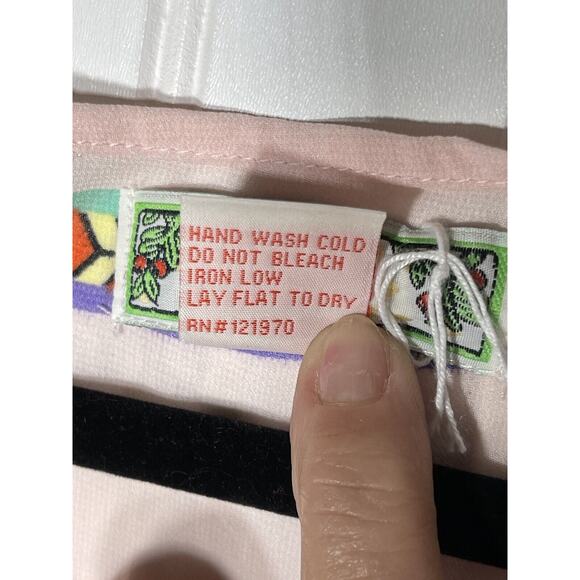 HAND WASH COLD
DO NOT BLEACH
IRON LOW
LAY FLAT TO DRY
RN#121970